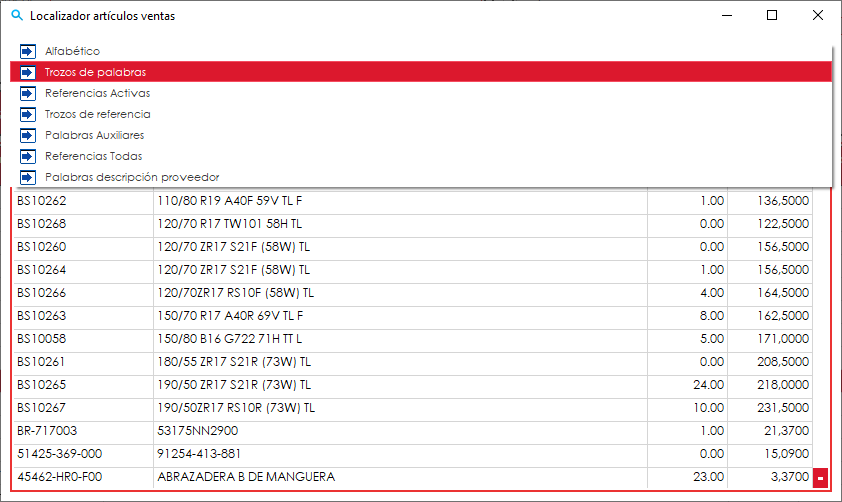 Localizador artículos ventas
Alfabético
Trozos de palabras
Referencias Activas
Trozos de referencia
Palabras Auxiliares
Referencias Todas
Palabras descripción proveedor
BS10262 110/80 R19 A40F 59V TL F 1.00 136,5000
BS10268 120/70 R17 TW101 58H TL 0.00 122,5000
BS10260 120/70 ZR17 S21F (58W) TL 0.00 156,5000
BS10264 120/70 ZR17 S21F (58W) TL 1.00 156,5000
BS10266 120/70ZR17 RS10F (58W) TL 4.00 164,5000
BS10263 150/70 R17 A40R 69V TL F 8.00 162,5000
BS10058 150/80 B16 G722 71H TT L 5.00 171,0000
BS10261 180/55 ZR17 S21R (73W) TL 0.00 208,5000
BS10265 190/50 ZR17 S21R (73W) TL 24.00 218,0000
BS10267 190/50ZR17 RS10R (73W) TL 10.00 231,5000
BR-717003 53175NN2900 1.00 21,3700
51425-369-000 91254-413-881 0.00 15,0900
45462-HR0-F00 ABRAZADERA B DE MANGUERA 23.00 3,3700